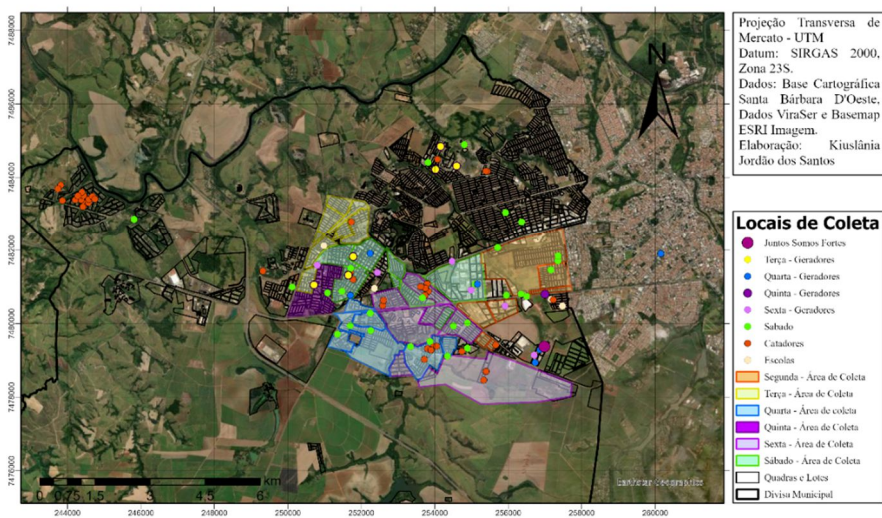 Projeção Transversa de
Mercato - UTM
Datum: SIRGAS 2000,
Zona 23S.
Dados: Base Cartográfica
Santa Bárbara D'Oeste,
Dados ViraSer e Basemap
ESRI Imagem.
Elaboração: Kiuslânia
Jordão dos Santos
N
7488000
7486000
7484000
7482000
7480000
7478000
7476000
Locais de Coleta
Juntos Somos Fortes
Terça - Geradores
Quarta - Geradores
Quinta - Geradores
Sexta - Geradores
Sabado
Catadores
Escolas
Segunda - Área de Coleta
Terça - Área de Coleta
Quarta - Área de coleta
Quinta - Área de Coleta
Sexta - Área de Coleta
Sábado - Área de Coleta
Quadras e Lotes
Divisa Municipal
km
0 0.75 1.5 3 4.5 6
244000 246000 248000 250000 252000 254000 256000 258000 260000